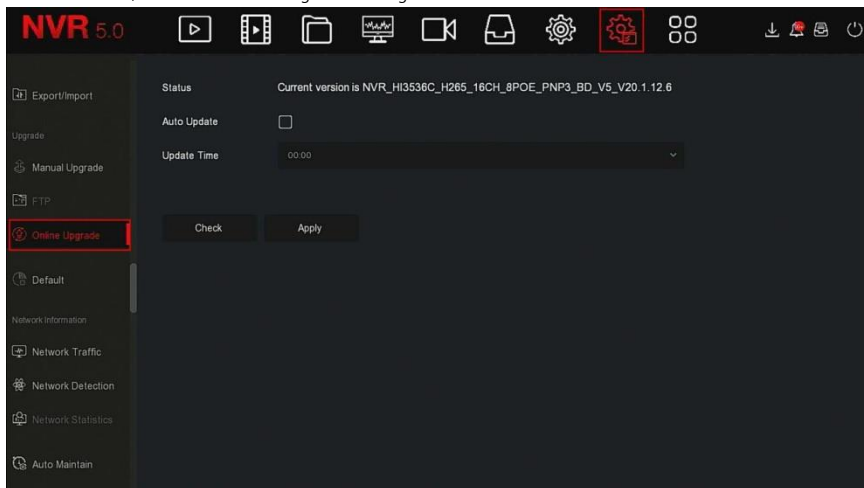 NVR 5.0
Export/Import
Upgrade
Manual Upgrade
FTP
Online Upgrade
Default
Network Information
Network Traffic
Network Detection
Network Statistics
Auto Maintain
Status Current version is NVR_HI3536C_H265_16CH_8POE_PNP3_BD_V5_V20.1.12.6
Auto Update
Update Time 00:00
Check Apply